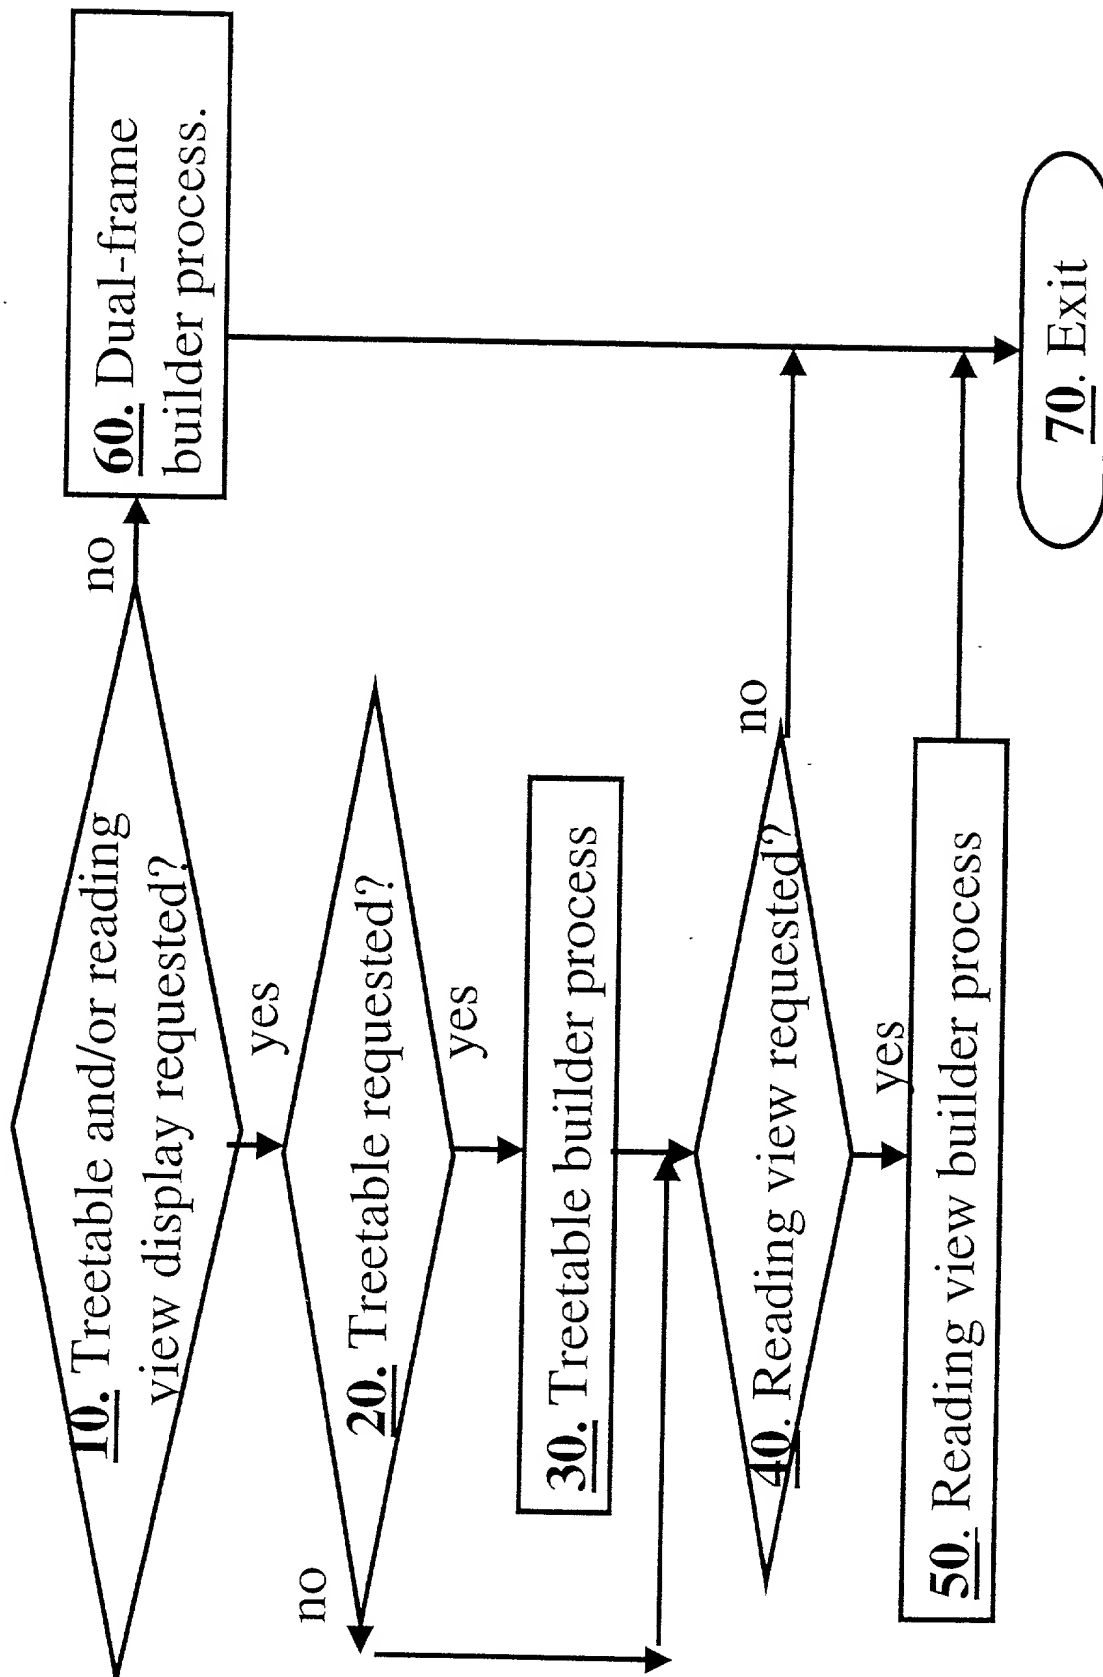 10. Treetable and/or reading
view display requested?
no
60. Dual-frame
builder process.
yes
20. Treetable requested?
no
yes
30. Treetable builder process
40. Reading view requested?
no
yes
50. Reading view builder process
70. Exit